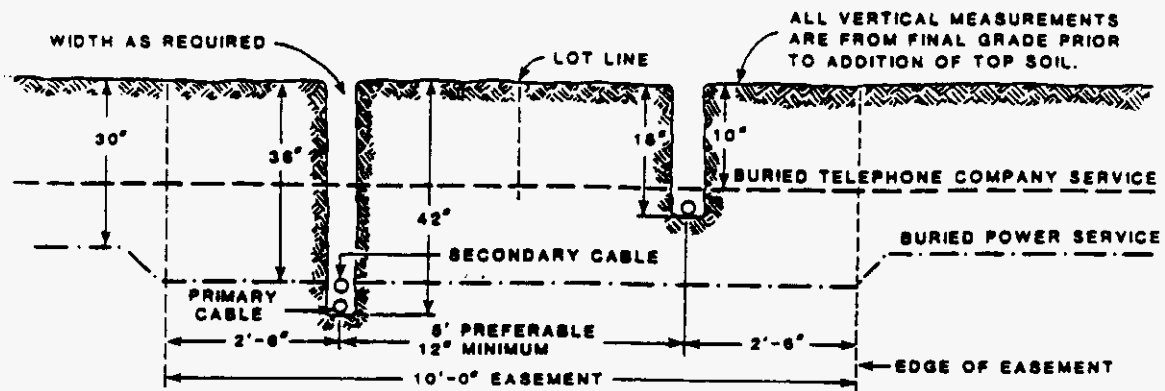 WIDTH AS REQUIRED
LOT LINE
ALL VERTICAL MEASUREMENTS
ARE FROM FINAL GRADE PRIOR
TO ADDITION OF TOP SOIL.
30"
36"
42"
18"
10"
BURIED TELEPHONE COMPANY SERVICE
BURIED POWER SERVICE
SECONDARY CABLE
PRIMARY
CABLE
2'-6"
5' PREFERABLE
12" MINIMUM
2'-6"
10'-0" EASEMENT
EDGE OF EASEMENT